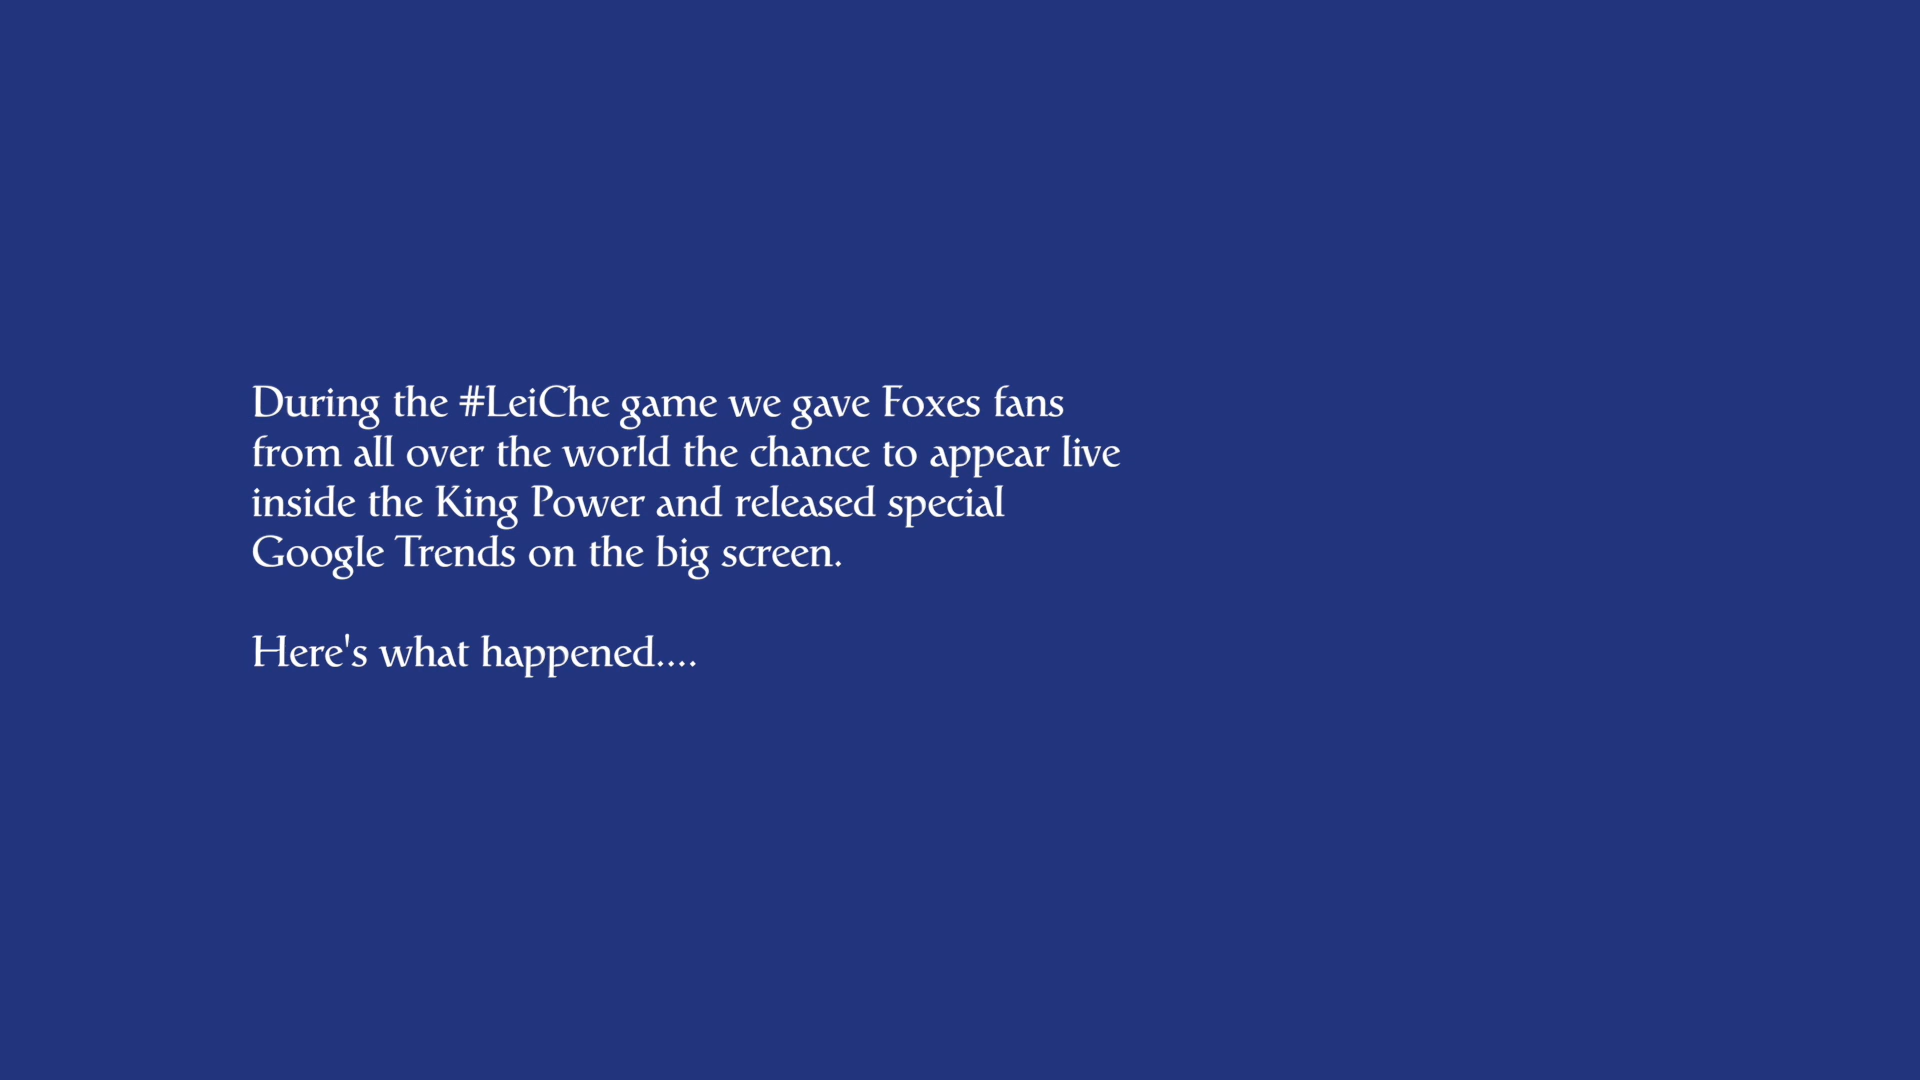 During the #LeiChe game we gave Foxes fans
from all over the world the chance to appear live
inside the King Power and released special
Google Trends on the big screen.
Here's what happened....